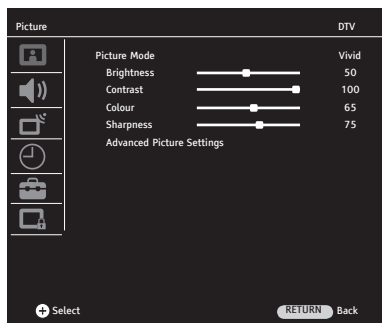 Picture DTV
Picture Mode Vivid
Brightness 50
Contrast 100
Colour 65
Sharpness 75
Advanced Picture Settings
Select RETURN Back